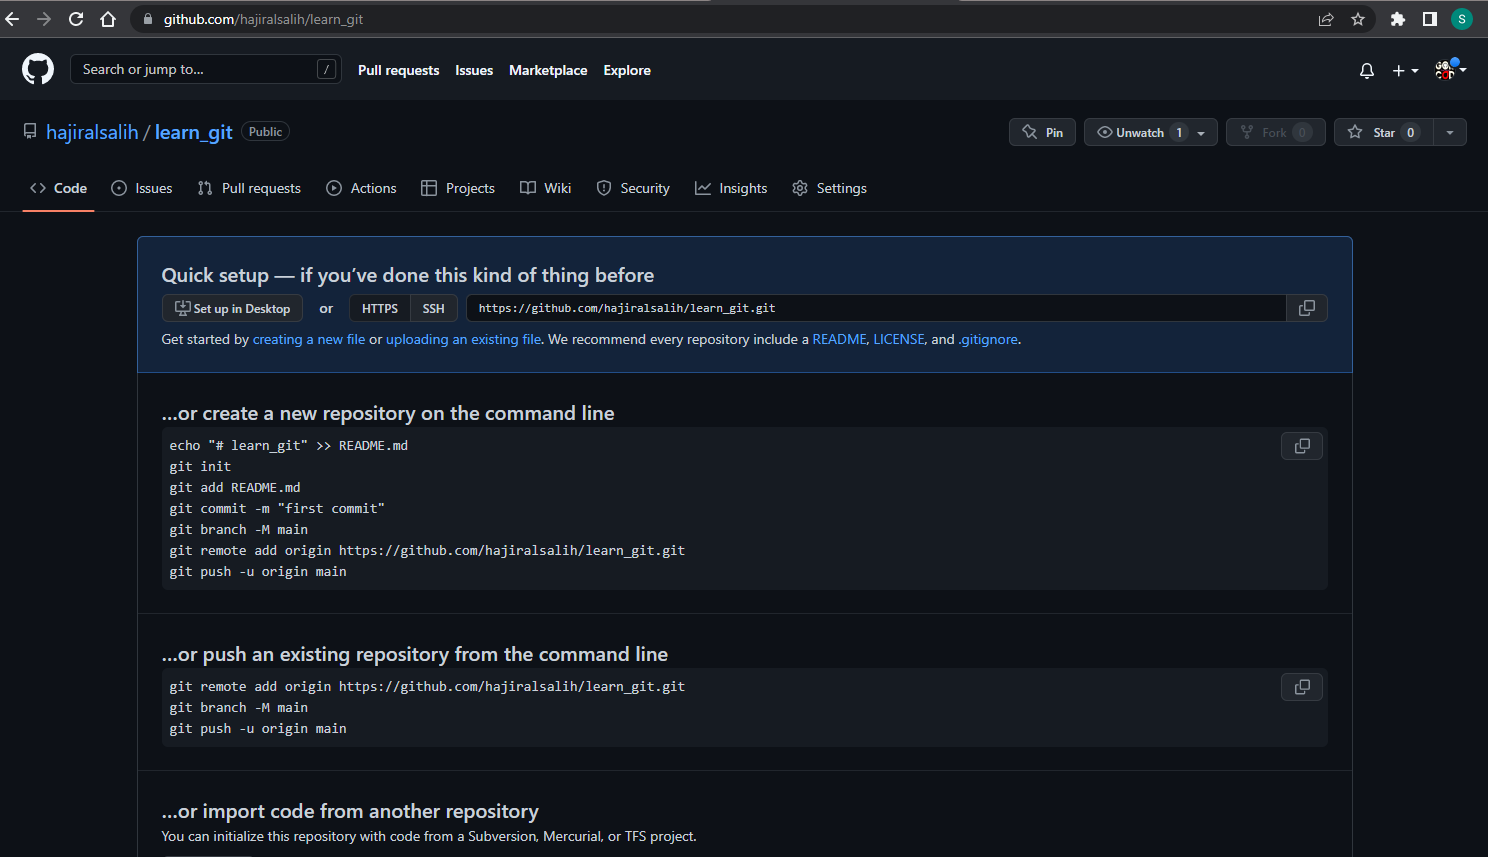 github.com/hajiralsalih/learn_git
S
Search or jump to... /
Pull requests Issues Marketplace Explore
hajiralsalih / learn_git Public
Pin Unwatch 1 Fork 0 Star 0
Code Issues Pull requests Actions Projects Wiki Security Insights Settings
Quick setup — if you’ve done this kind of thing before
Set up in Desktop or HTTPS SSH https://github.com/hajiralsalih/learn_git.git
Get started by creating a new file or uploading an existing file. We recommend every repository include a README, LICENSE, and .gitignore.
…or create a new repository on the command line
echo "# learn_git" >> README.md
git init
git add README.md
git commit -m "first commit"
git branch -M main
git remote add origin https://github.com/hajiralsalih/learn_git.git
git push -u origin main
…or push an existing repository from the command line
git remote add origin https://github.com/hajiralsalih/learn_git.git
git branch -M main
git push -u origin main
…or import code from another repository
You can initialize this repository with code from a Subversion, Mercurial, or TFS project.